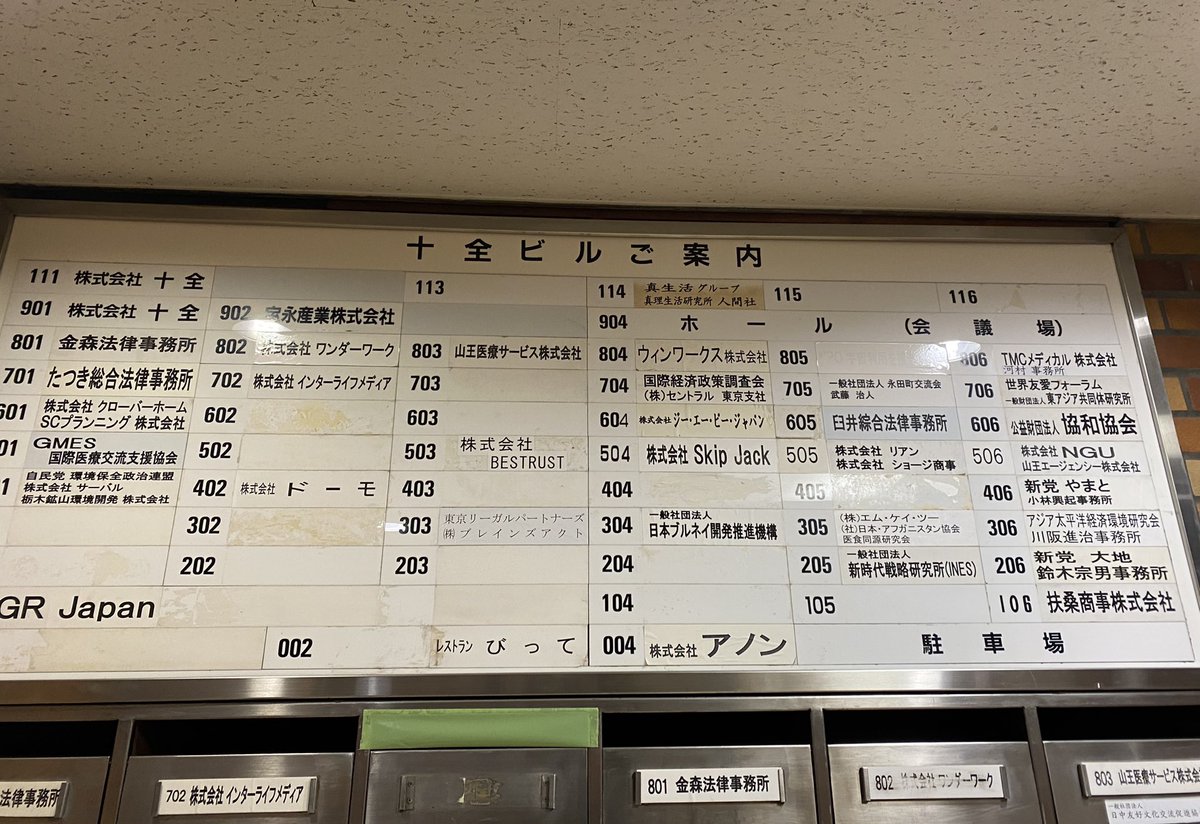 十全ビルご案内
111 株式会社 十全
113
114 真生活グループ
真理生活研究所 人間社
115
116
901 株式会社 十全
902 永産業株式会社
904 ホール (会議場)
801 金森法律事務所
802 株式会社 ワンダーワーク
803 山王医療サービス株式会社
804 ウィンワークス株式会社
805
806 TMCメディカル 株式会社
河村 事務所
701 たつき総合法律事務所
702 株式会社 インターライフメディア
703
704 国際経済政策調査会
(株)セントラル 東京支社
705 一般社団法人 永田町交流会
武藤 治人
706 世界友愛フォーラム
一般財団法人 東アジア共同体研究所
601 株式会社 クローバーホーム
SCプランニング 株式会社
602
603
604 株式会社 ジー・エー・ピー・ジャパン
605 臼井綜合法律事務所
606 公益財団法人 協和協会
01 GMES
国際医療交流支援協会
502
503 株式会社
BESTRUST
504 株式会社 Skip Jack
505 株式会社 リアン
株式会社 ショージ商事
506 株式会社 NGU
山王エージェンシー株式会社
1 自民党 環境保全政治連盟
株式会社 サーバル
栃木鉱山環境開発 株式会社
402 株式会社 ドーモ
403
404
405
406 新党 やまと
小林興起事務所
302
303 東京リーガルパートナーズ
㈱ ブレインズアクト
304 一般社団法人
日本ブルネイ開発推進機構
305 (株)エム・ケイ・ツー
(社)日本・アフガニスタン協会
医食同源研究会
306 アジア太平洋経済環境研究会
川阪進治事務所
202
203
204
205 一般社団法人
新時代戦略研究所(INES)
206 新党 大地
鈴木宗男事務所
GR Japan
104
105
106 扶桑商事株式会社
002
レストラン びって
004 株式会社 アノン
駐車場
法律事務所
702 株式会社 インターライフメディア
801 金森法律事務所
802 株式会社 ワンダーワーク
803 山王医療サービス株式会
一般社団法人
日中友好文化交流促進